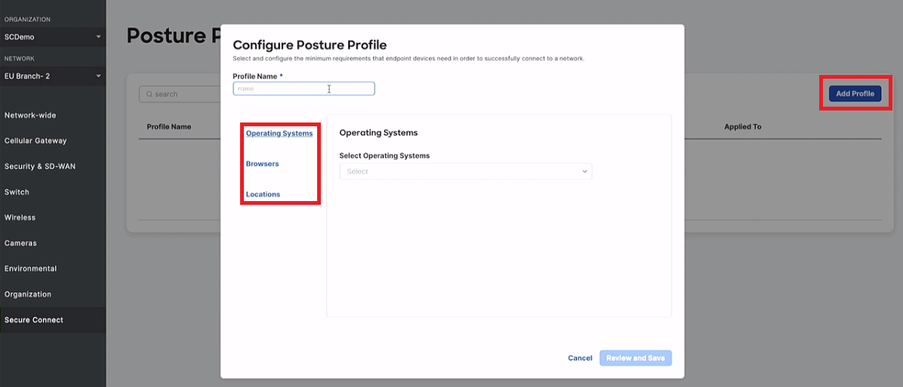 ORGANIZATION
SCDemo
NETWORK
EU Branch- 2
Network-wide
Cellular Gateway
Security & SD-WAN
Switch
Wireless
Cameras
Environmental
Organization
Secure Connect
Posture P
search
Add Profile
Profile Name
Applied To
Configure Posture Profile
Select and configure the minimum requirements that endpoint devices need in order to successfully connect to a network.
Profile Name *
name
Operating Systems
Browsers
Locations
Operating Systems
Select Operating Systems
Select
Cancel
Review and Save